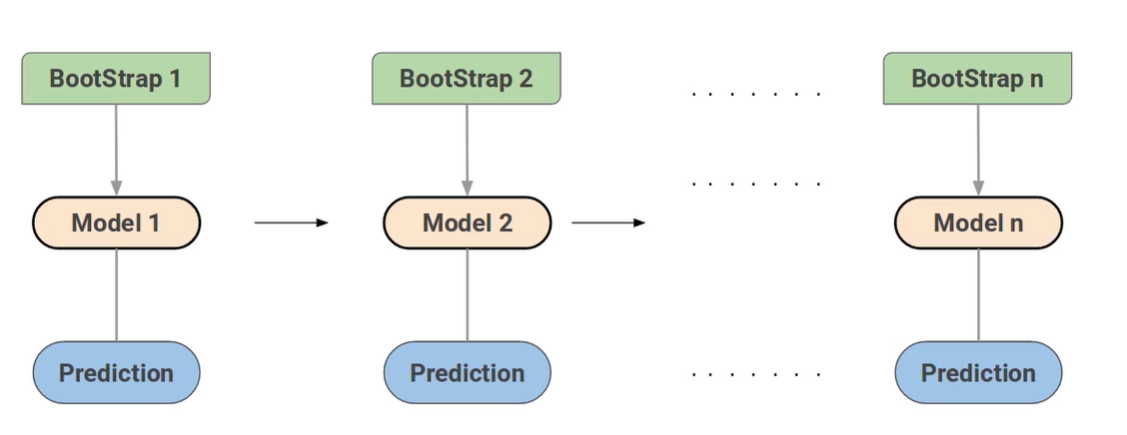 BootStrap 1
BootStrap 2
. . . . . . .
BootStrap n
. . . . . . .
Model 1
Model 2
Model n
Prediction
Prediction
. . . . . . .
Prediction